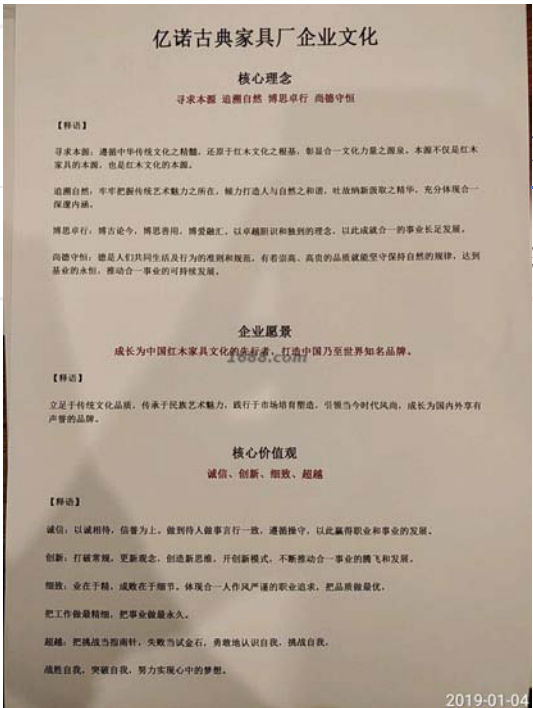 亿诺古典家具厂企业文化
核心理念
寻求本源 追溯自然 博思卓行 尚德守恒
【释语】
寻求本源：遵循中华传统文化之精髓，还原于红木文化之根基，彰显合一文化力量之源泉。本源不仅是红木
家具的本源，也是红木文化的本源。
追溯自然：牢牢把握传统艺术魅力之所在，倾力打造人与自然之和谐，吐故纳新汲取之精华，充分体现合一
深邃内涵。
博思卓行：博古论今，博思善用，博爱融汇。以卓越胆识和独到的理念，以此成就合一的事业长足发展。
尚德守恒：德是人们共同生活及行为的准则和规范，有着崇高、高贵的品质就能坚守保持自然的规律，达到
基业的永恒，推动合一事业的可持续发展。
企业愿景
成长为中国红木家具文化的先行者，打造中国乃至世界知名品牌。
1688.com
【释语】
立足于传统文化品质，传承于民族艺术魅力，践行于市场培育塑造，引领当今时代风尚，成长为国内外享有
声誉的品牌。
核心价值观
诚信、创新、细致、超越
【释语】
诚信：以诚相待，信誉为上。做到待人做事言行一致，遵循操守，以此赢得职业和事业的发展。
创新：打破常规，更新观念，创造新思维，开创新模式，不断推动合一事业的腾飞和发展。
细致：业在于精，成败在于细节。体现合一人作风严谨的职业追求，把品质做最优，
把工作做最精细，把事业做最永久。
超越：把挑战当指南针，失败当试金石，勇敢地认识自我，挑战自我，
战胜自我，突破自我，努力实现心中的梦想。
2019-01-04